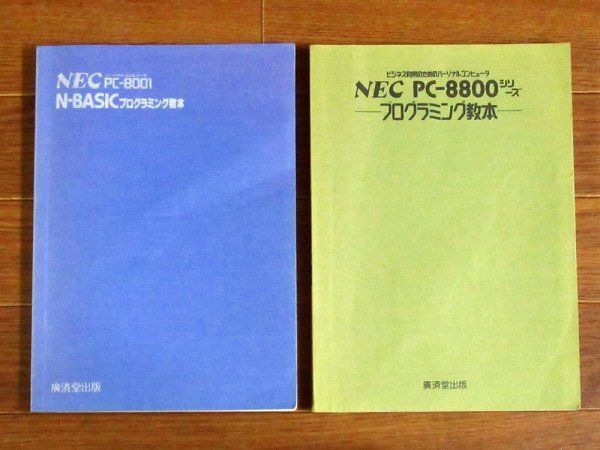 NEC PC-8001
N-BASICプログラミング教本
廣済堂出版
ビジネス利用のためのパーソナルコンピュータ
NEC PC-8800シリーズ
プログラミング教本
廣済堂出版